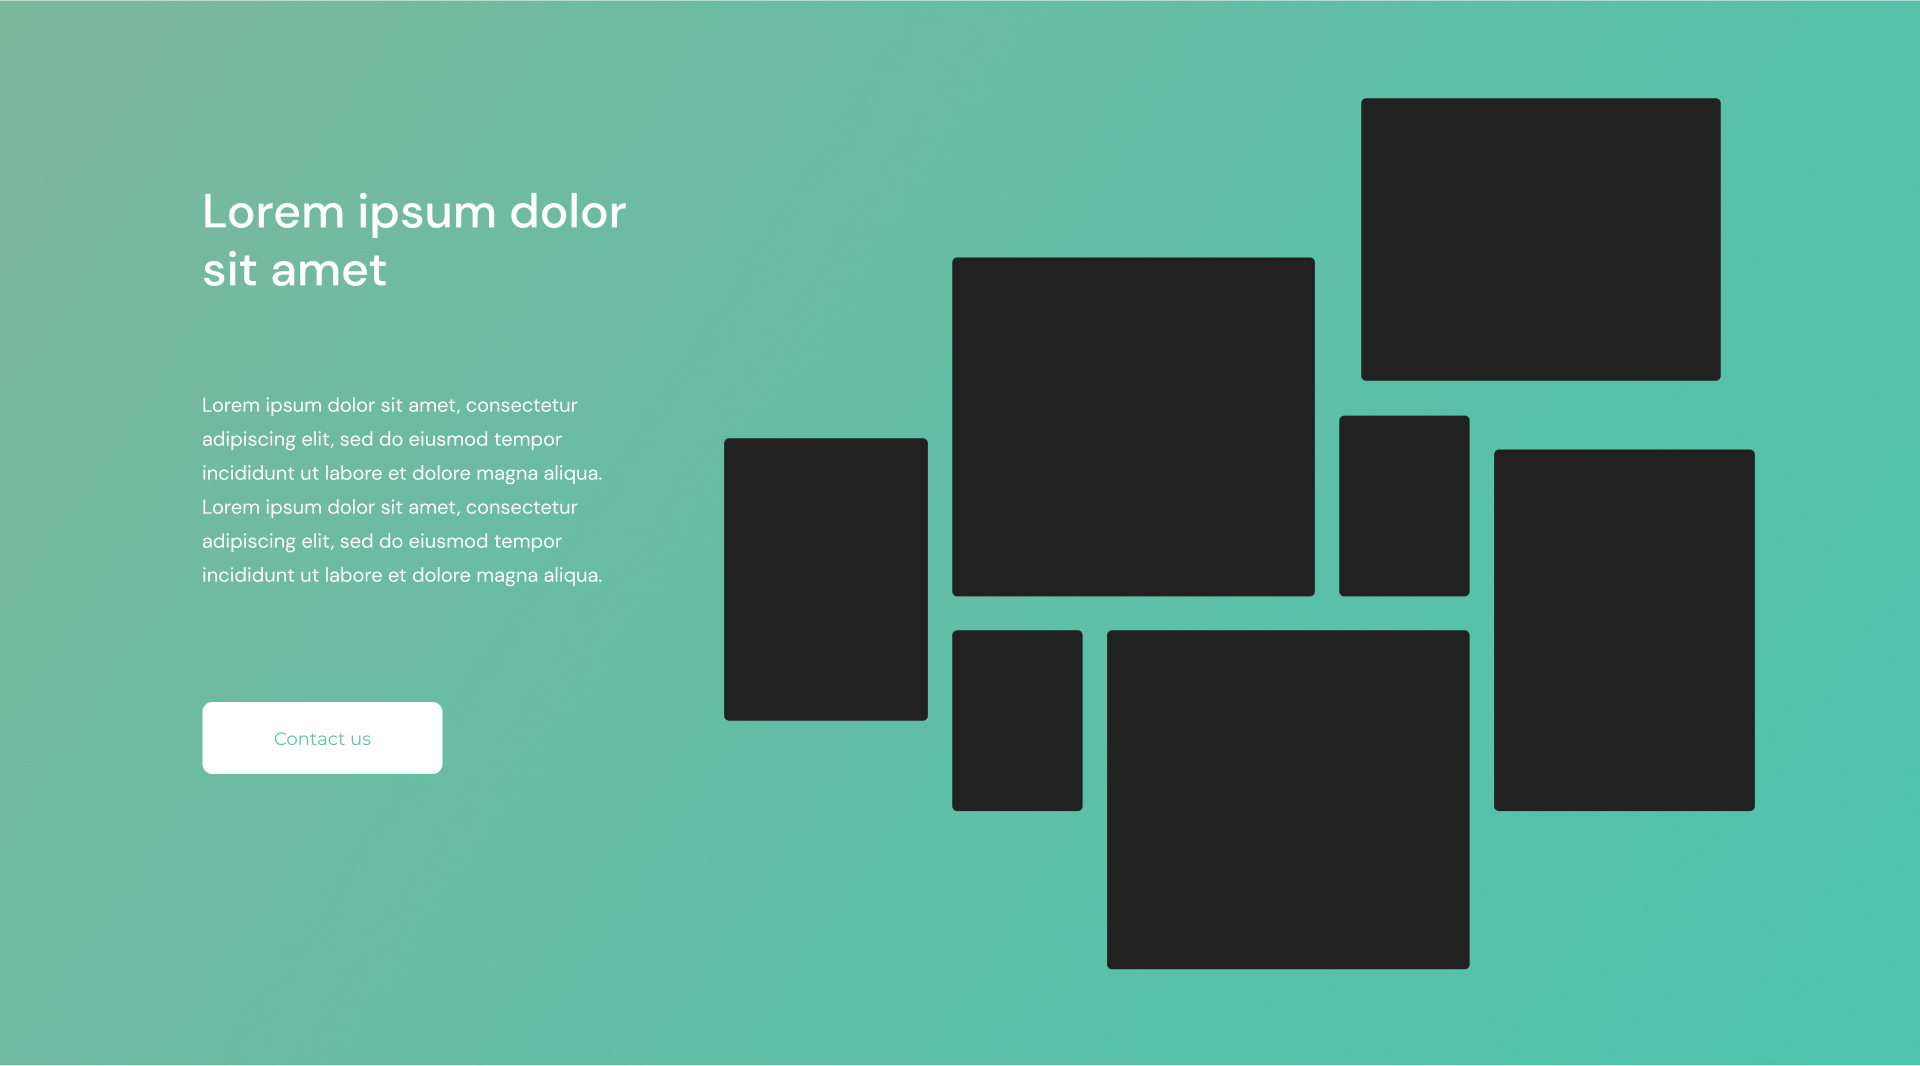 Lorem ipsum dolor
sit amet
Lorem ipsum dolor sit amet, consectetur
adipiscing elit, sed do eiusmod tempor
incididunt ut labore et dolore magna aliqua.
Lorem ipsum dolor sit amet, consectetur
adipiscing elit, sed do eiusmod tempor
incididunt ut labore et dolore magna aliqua.
Contact us